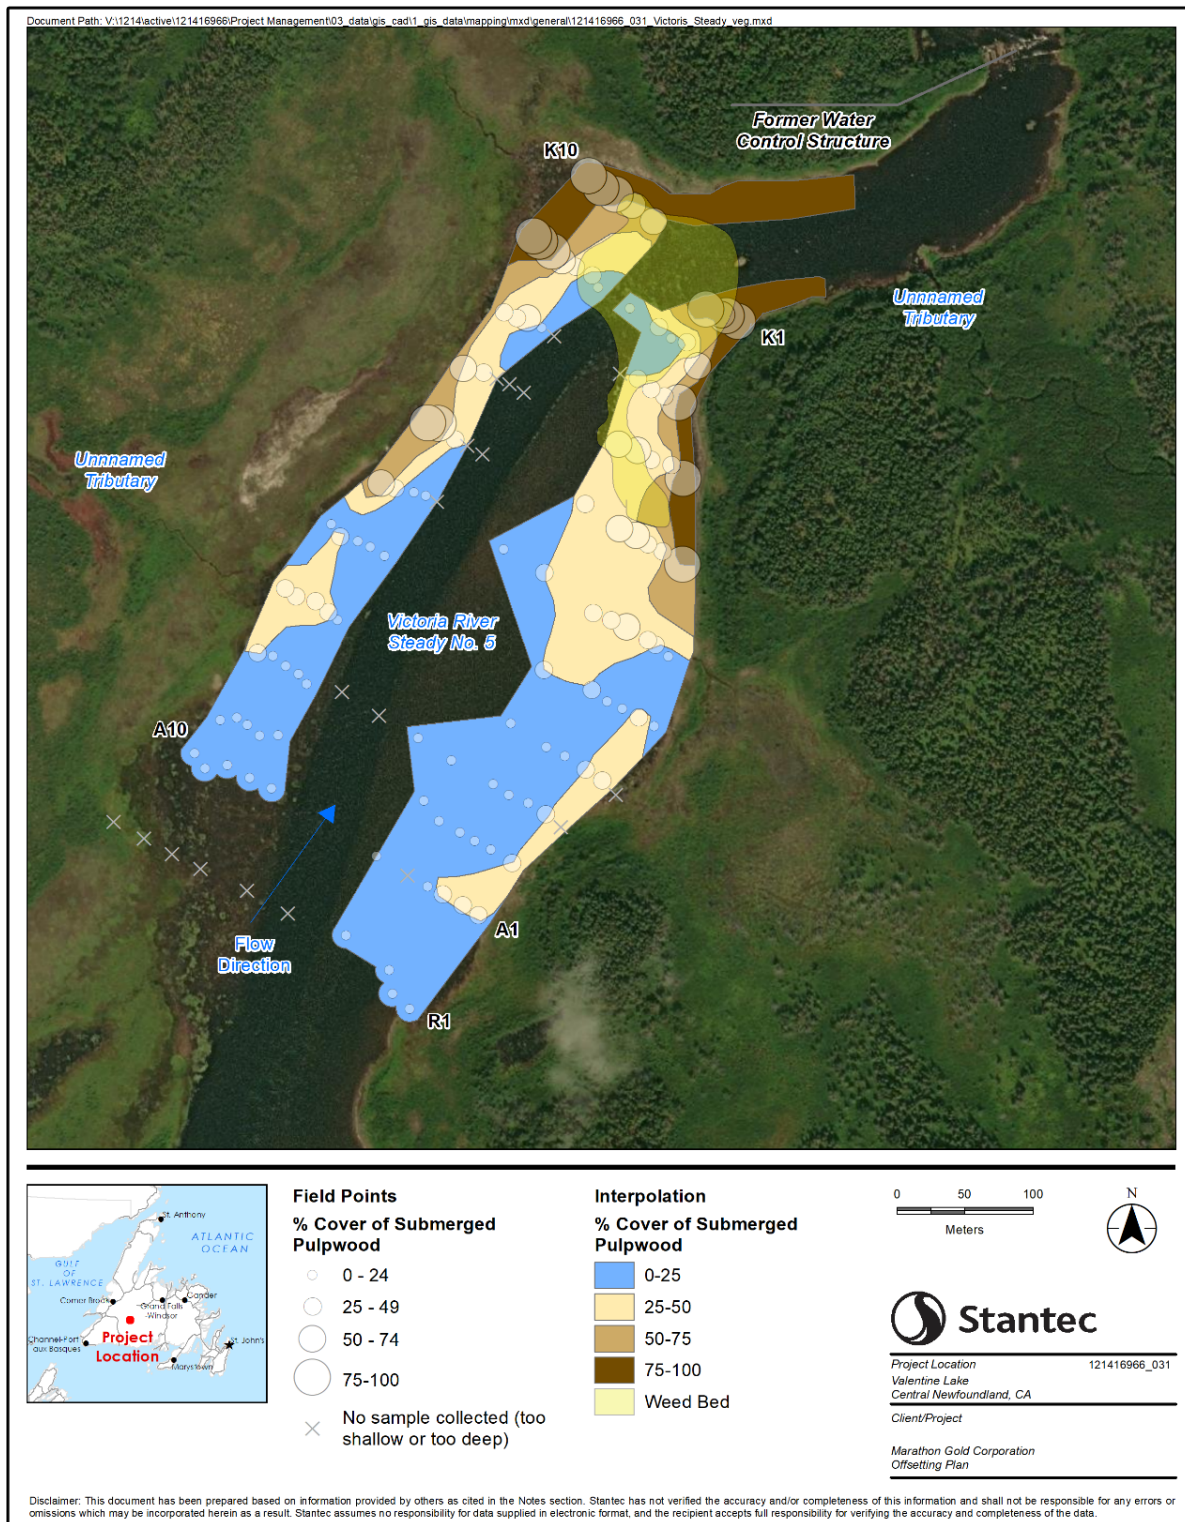 Document Path: V:\1214\active\121416966\Project Management\03_data\gis_cad\1_gis_data\mapping\mxd\general\121416966_031_Victoris_Steady_veg.mxd
Former Water
Control Structure
K10
Unnnamed
Tributary
K1
Unnnamed
Tributary
Victoria River
Steady No. 5
A10
Flow
Direction
A1
R1
St. Anthony
ATLANTIC
OCEAN
GULF
OF
ST. LAWRENCE
Corner Brook
Grand Falls
-Windsor
Gander
Project
Location
Channel-Port
aux Basques
St. John's
Marystown
Field Points
% Cover of Submerged
Pulpwood
0 - 24
25 - 49
50 - 74
75-100
No sample collected (too
shallow or too deep)
Interpolation
% Cover of Submerged
Pulpwood
0-25
25-50
50-75
75-100
Weed Bed
0 50 100
Meters
N
Stantec
Project Location 121416966_031
Valentine Lake
Central Newfoundland, CA
Client/Project
Marathon Gold Corporation
Offsetting Plan
Disclaimer: This document has been prepared based on information provided by others as cited in the Notes section. Stantec has not verified the accuracy and/or completeness of this information and shall not be responsible for any errors or
omissions which may be incorporated herein as a result. Stantec assumes no responsibility for data supplied in electronic format, and the recipient accepts full responsibility for verifying the accuracy and completeness of the data.